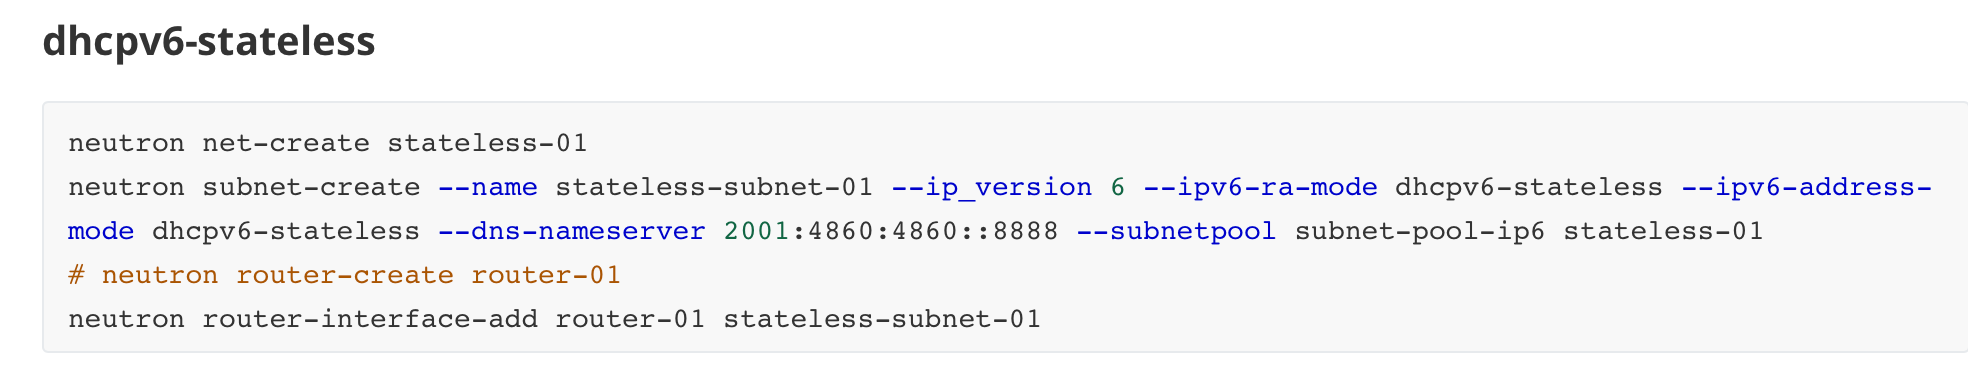 dhcpv6-stateless
neutron net-create stateless-01
neutron subnet-create --name stateless-subnet-01 --ip_version 6 --ipv6-ra-mode dhcpv6-stateless --ipv6-address-
mode dhcpv6-stateless --dns-nameserver 2001:4860:4860::8888 --subnetpool subnet-pool-ip6 stateless-01
# neutron router-create router-01
neutron router-interface-add router-01 stateless-subnet-01